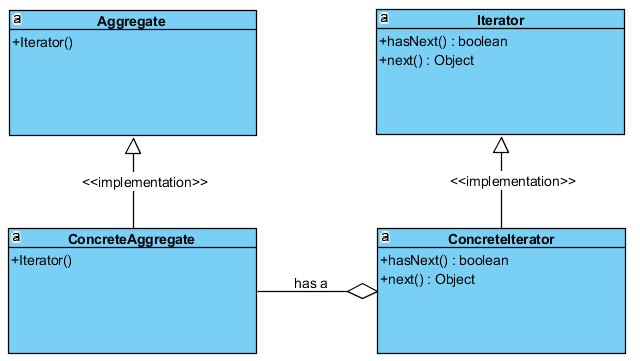 a
Aggregate
+Iterator()
a
Iterator
+hasNext() : boolean
+next() : Object
<<implementation>>
<<implementation>>
a
ConcreteAggregate
+Iterator()
has a
a
ConcreteIterator
+hasNext() : boolean
+next() : Object